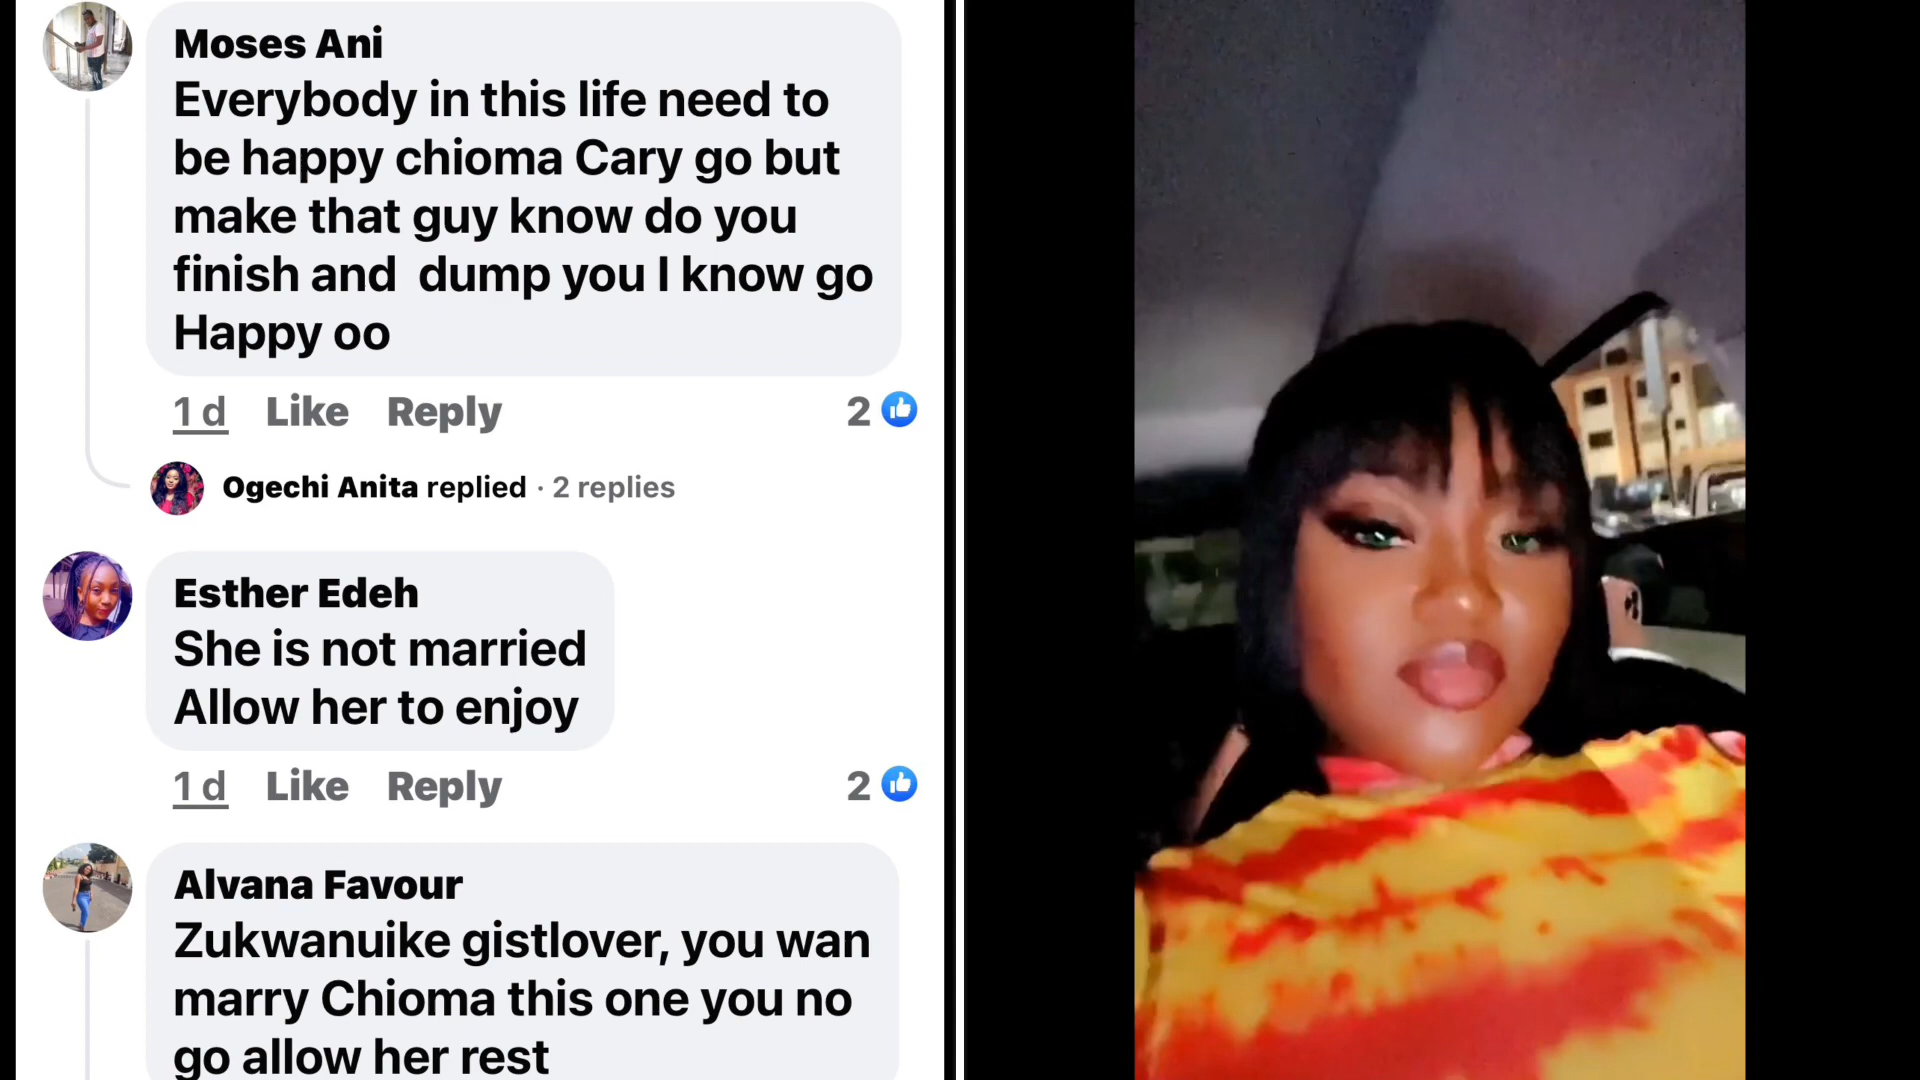 Moses Ani
Everybody in this life need to
be happy chioma Cary go but
make that guy know do you
finish and  dump you I know go
Happy oo
1 d Like Reply 2
Ogechi Anita replied · 2 replies
Esther Edeh
She is not married
Allow her to enjoy
1 d Like Reply 2
Alvana Favour
Zukwanuike gistlover, you wan
marry Chioma this one you no
go allow her rest